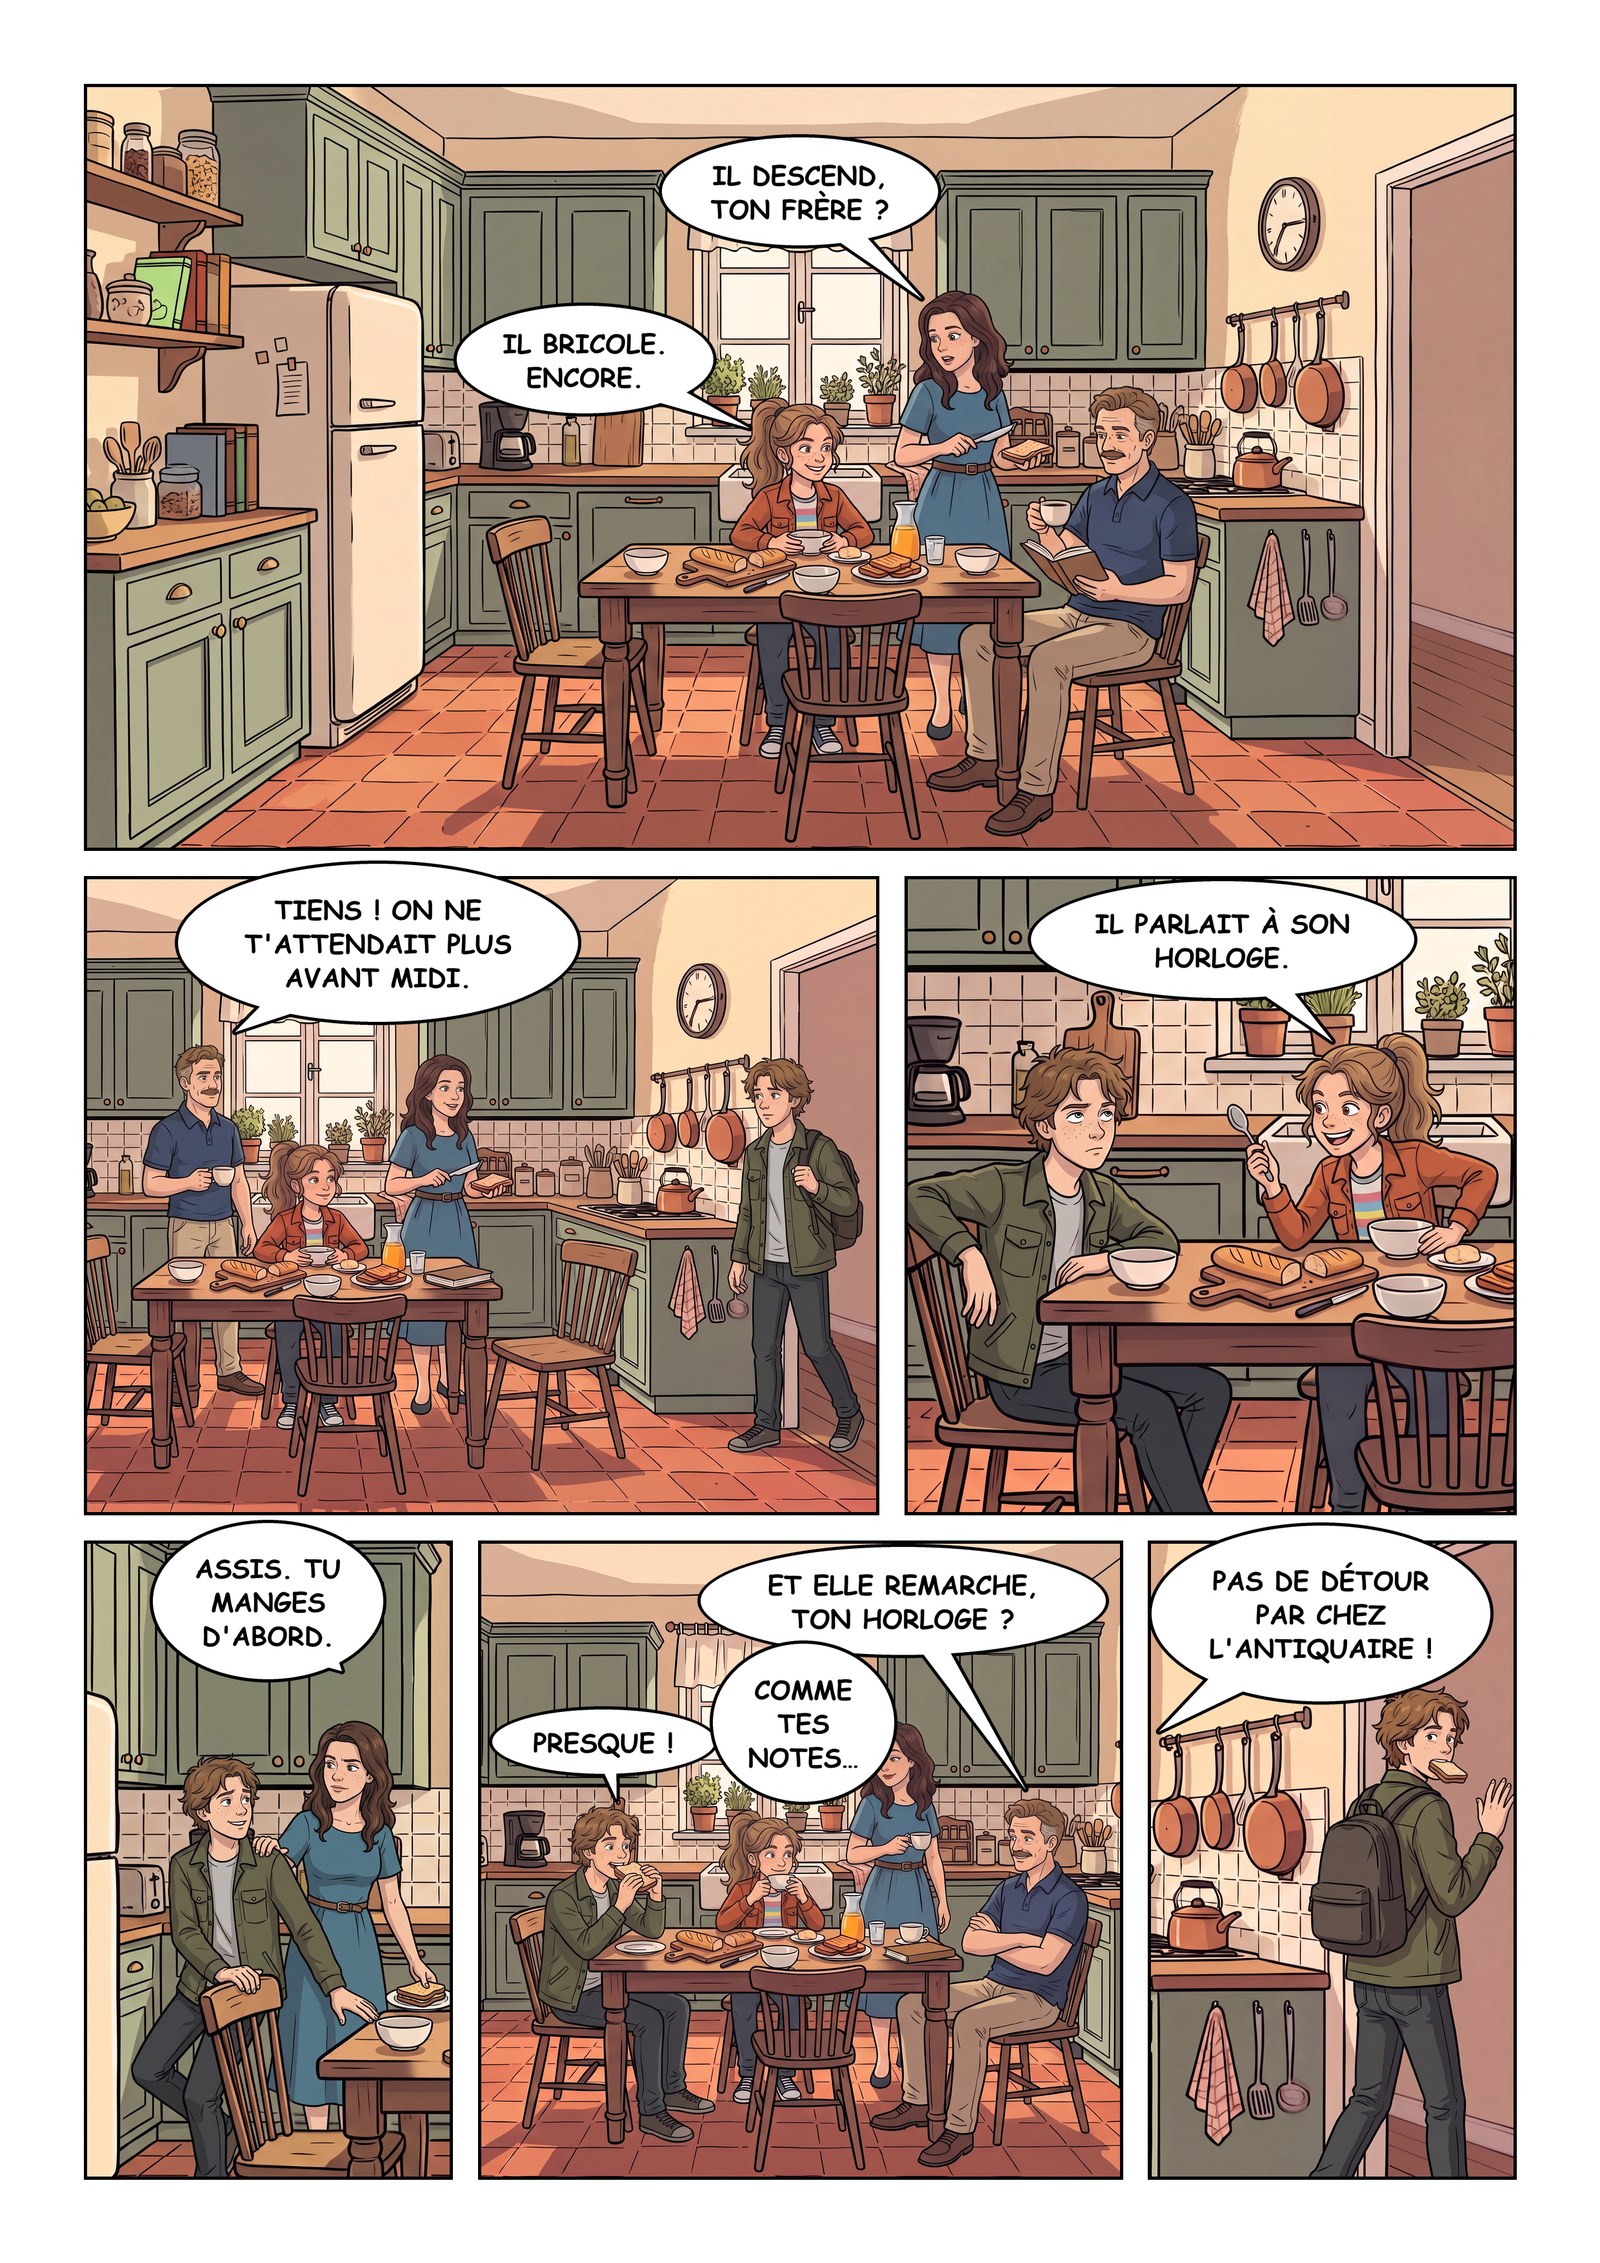 IL DESCEND,
TON FRÈRE ?
IL BRICOLE.
ENCORE.
TIENS ! ON NE
T'ATTENDAIT PLUS
AVANT MIDI.
IL PARLAIT À SON
HORLOGE.
ASSIS. TU
MANGES
D'ABORD.
ET ELLE REMARCHE,
TON HORLOGE ?
PRESQUE !
COMME
TES
NOTES...
PAS DE DÉTOUR
PAR CHEZ
L'ANTIQUAIRE !